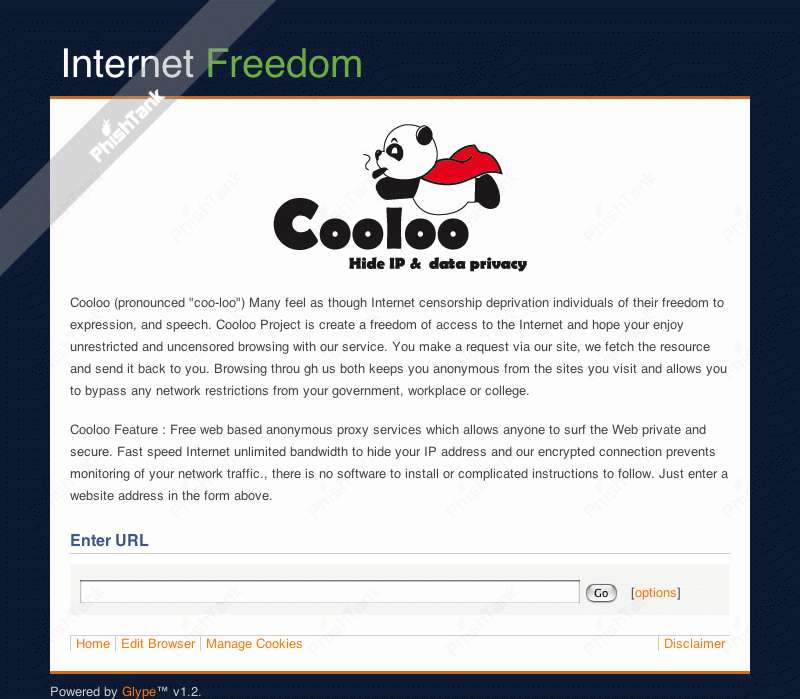 Internet Freedom
PhishTank
Cooloo
Hide IP & data privacy
Cooloo (pronounced "coo-loo") Many feel as though Internet censorship deprivation individuals of their freedom to
expression, and speech. Cooloo Project is create a freedom of access to the Internet and hope your enjoy
unrestricted and uncensored browsing with our service. You make a request via our site, we fetch the resource
and send it back to you. Browsing throu gh us both keeps you anonymous from the sites you visit and allows you
to bypass any network restrictions from your government, workplace or college.
Cooloo Feature : Free web based anonymous proxy services which allows anyone to surf the Web private and
secure. Fast speed Internet unlimited bandwidth to hide your IP address and our encrypted connection prevents
monitoring of your network traffic., there is no software to install or complicated instructions to follow. Just enter a
website address in the form above.
Enter URL
Go [options]
Home Edit Browser Manage Cookies Disclaimer
Powered by Glype™ v1.2.